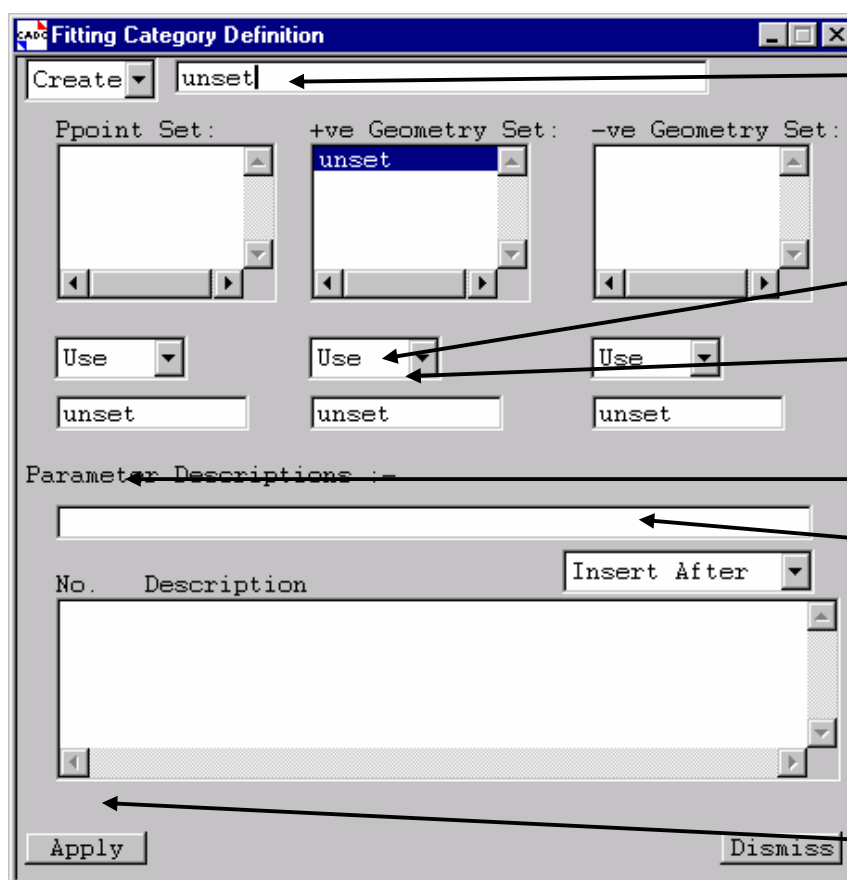 CADC Fitting Category Definition
Create unset
Ppoint Set: +ve Geometry Set: -ve Geometry Set:
unset
Use Use Use
unset unset unset
Parameter Descriptions :-
Insert After
No. Description
Apply Dismiss